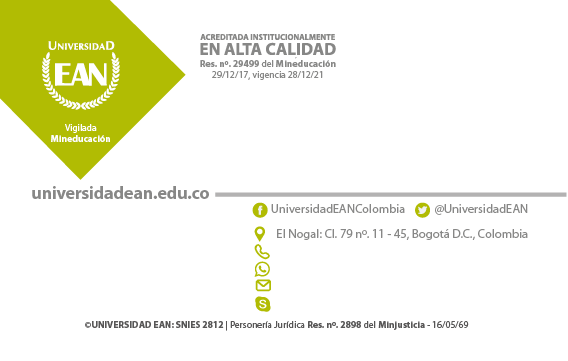 UNIVERSIDAD
EAN
Vigilada
Mineducación
ACREDITADA INSTITUCIONALMENTE
EN ALTA CALIDAD
Res. nº. 29499 del Mineducación
29/12/17, vigencia 28/12/21
universidadean.edu.co
UniversidadEANColombia @UniversidadEAN
El Nogal: Cl. 79 nº. 11 - 45, Bogotá D.C., Colombia
©UNIVERSIDAD EAN: SNIES 2812 | Personería Jurídica Res. nº. 2898 del Minjusticia - 16/05/69